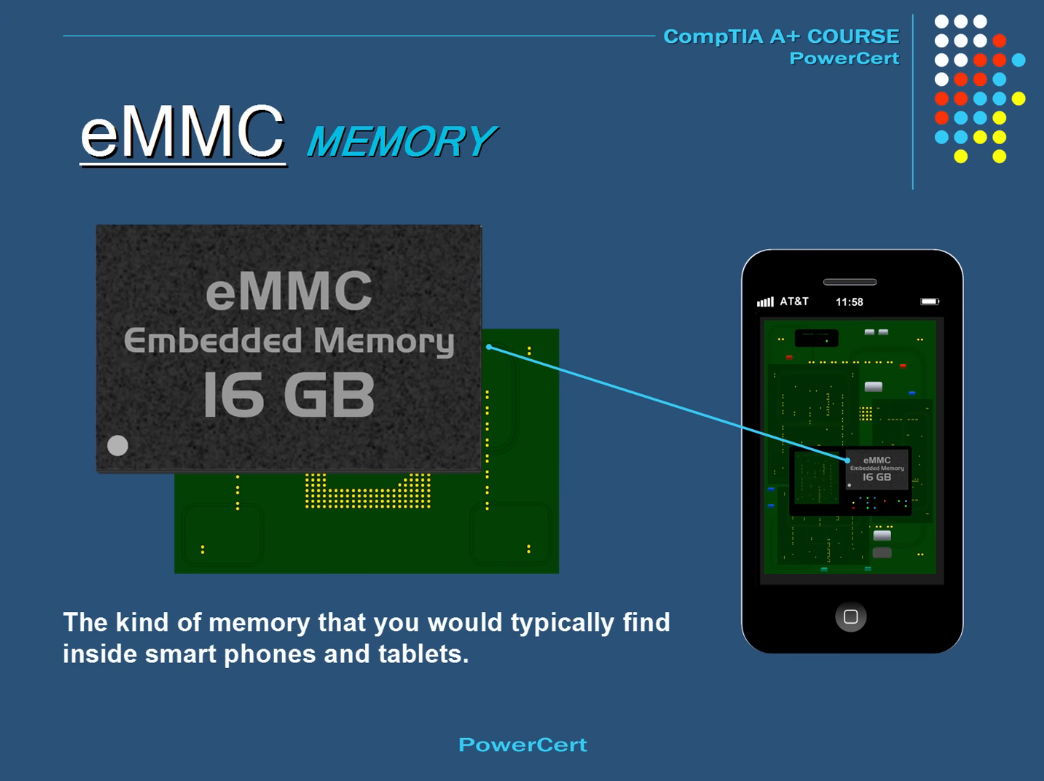 CompTIA A+ COURSE
PowerCert
eMMC MEMORY
eMMC
Embedded Memory
16 GB
AT&T 11:58
eMMC
Embedded Memory
16 GB
The kind of memory that you would typically find
inside smart phones and tablets.
PowerCert